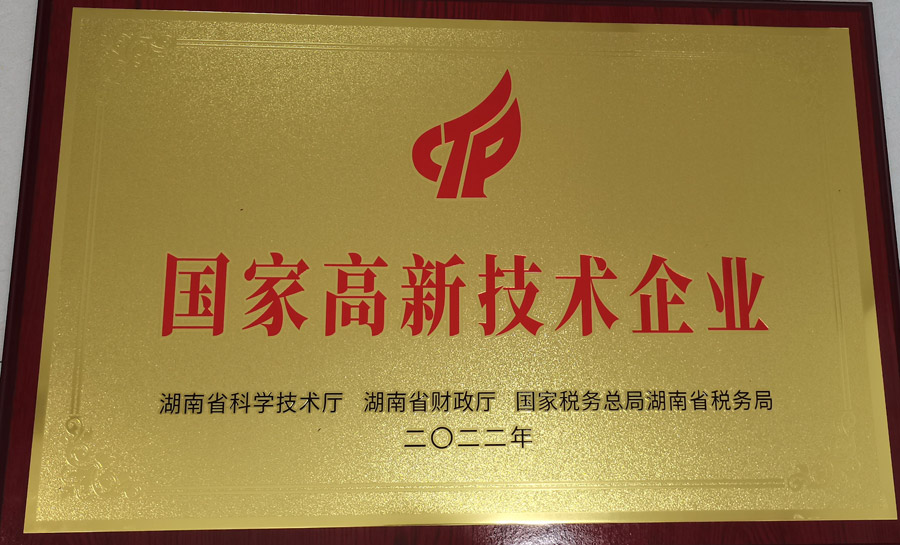 CTP
国家高新技术企业
湖南省科学技术厅 湖南省财政厅 国家税务总局湖南省税务局
二〇二二年